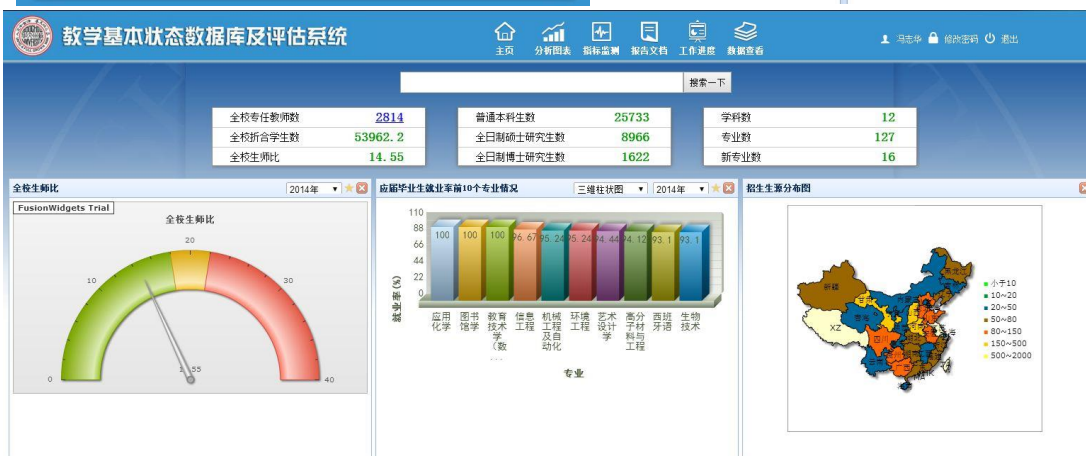 教学基本状态数据库及评估系统
主页 分析图表 指标监测 报告文档 工作进度 数据查看
马志华 修改密码 退出
搜索一下
全校专任教师数 2814
全校折合学生数 53962.2
全校生师比 14.55
普通本科生数 25733
全日制硕士研究生数 8966
全日制博士研究生数 1622
学科数 12
专业数 127
新专业数 16
全校生师比 2014年
FusionWidgets Trial
全校生师比
0 10 20 30 40
应届毕业生就业率前10个专业情况 三维柱状图 2014年
就业率(%)
110
88
66
44
22
0
100 100 100 96.67 95.24 95.24 94.44 94.12 93.1 93.1
应用化学
图书馆学
教育技术学（数...
信息工程
机械工程及自动化
环境工程
艺术设计学
高分子材料与工程
西班牙语
生物技术
专业
招生生源分布图
新疆
黑龙江
XZ
四川
小于10
10~20
20~50
50~80
80~150
150~500
500~2000